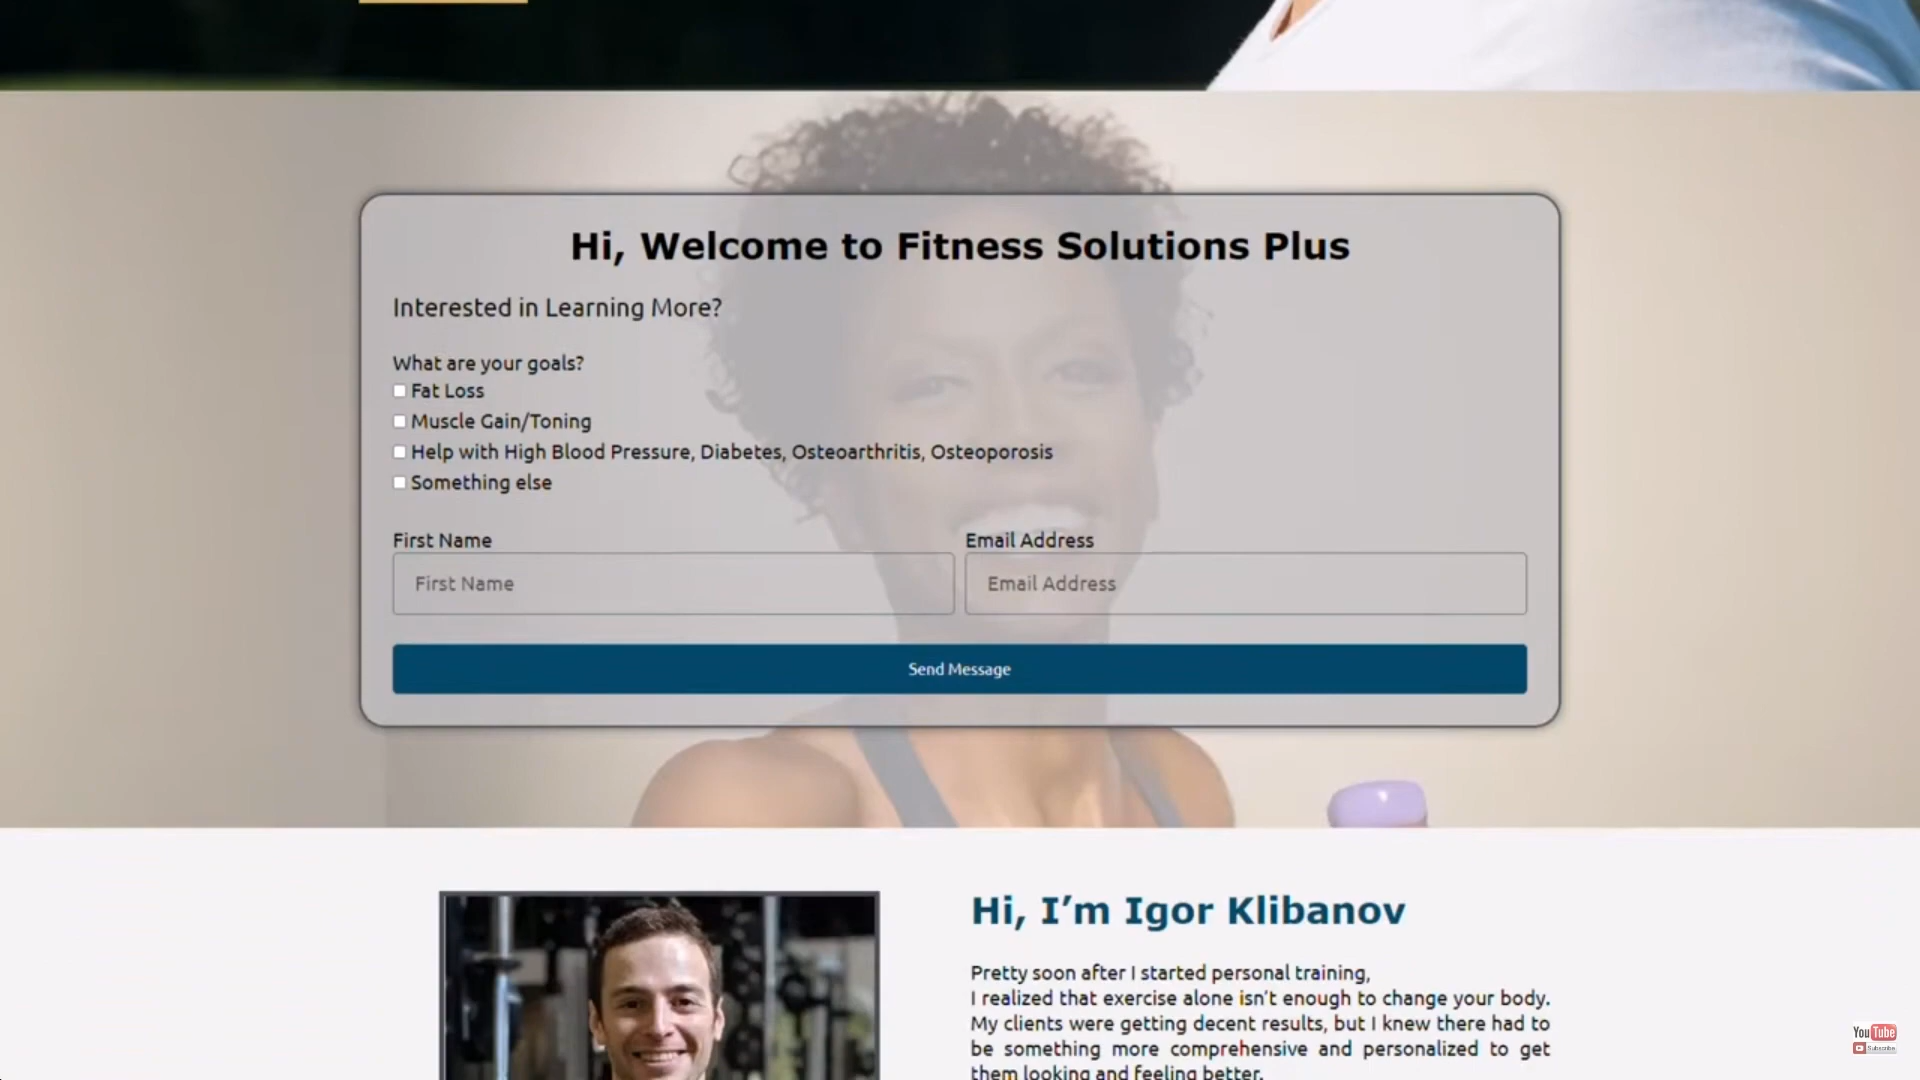 Hi, Welcome to Fitness Solutions Plus
Interested in Learning More?
What are your goals?
Fat Loss
Muscle Gain/Toning
Help with High Blood Pressure, Diabetes, Osteoarthritis, Osteoporosis
Something else
First Name
Email Address
First Name
Email Address
Send Message
Hi, I’m Igor Klibanov
Pretty soon after I started personal training,
I realized that exercise alone isn’t enough to change your body.
My clients were getting decent results, but I knew there had to
be something more comprehensive and personalized to get
them looking and feeling better.
YouTube
Subscribe